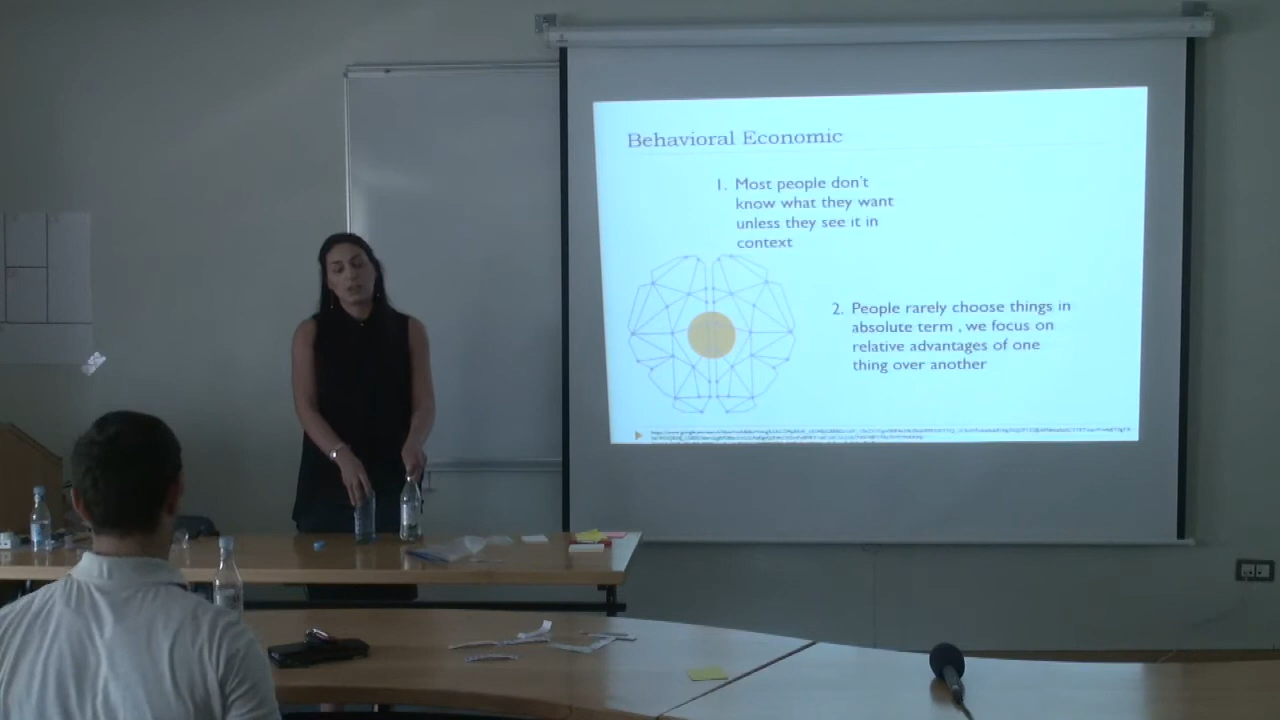 Behavioral Economic
1. Most people don't
know what they want
unless they see it in
context
2. People rarely choose things in
absolute term , we focus on
relative advantages of one
thing over another